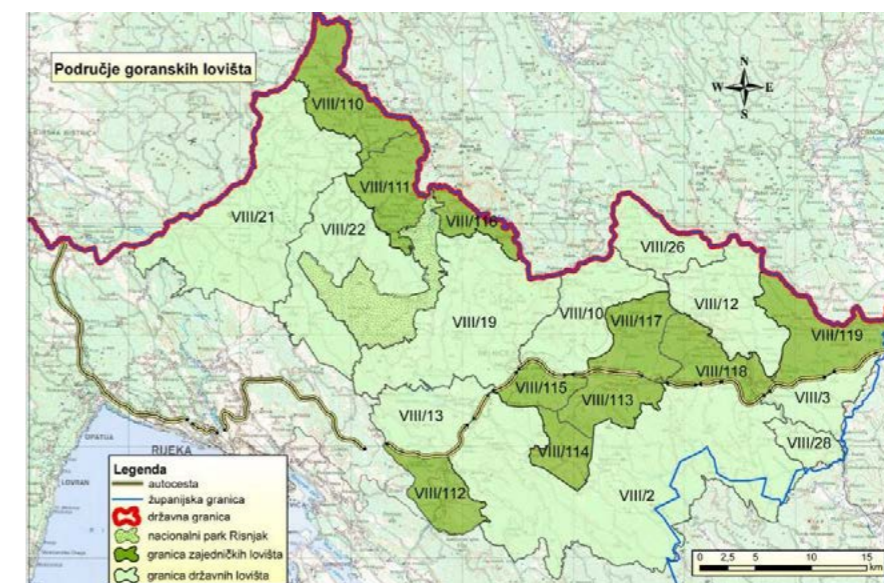 Područje goranskih lovišta
N
W E
S
VIII/110
VIII/111
VIII/21
VIII/22
VIII/116
VIII/26
VIII/19
VIII/10
VIII/12
VIII/117
VIII/119
VIII/118
VIII/115
VIII/113
VIII/3
VIII/13
VIII/28
VIII/114
VIII/112
VIII/2
OPATIJA
RIJEKA
LOVRAN
Legenda
autocesta
županijska granica
državna granica
nacionalni park Risnjak
granica zajedničkih lovišta
granica državnih lovišta
0 2,5 5 10 15
km